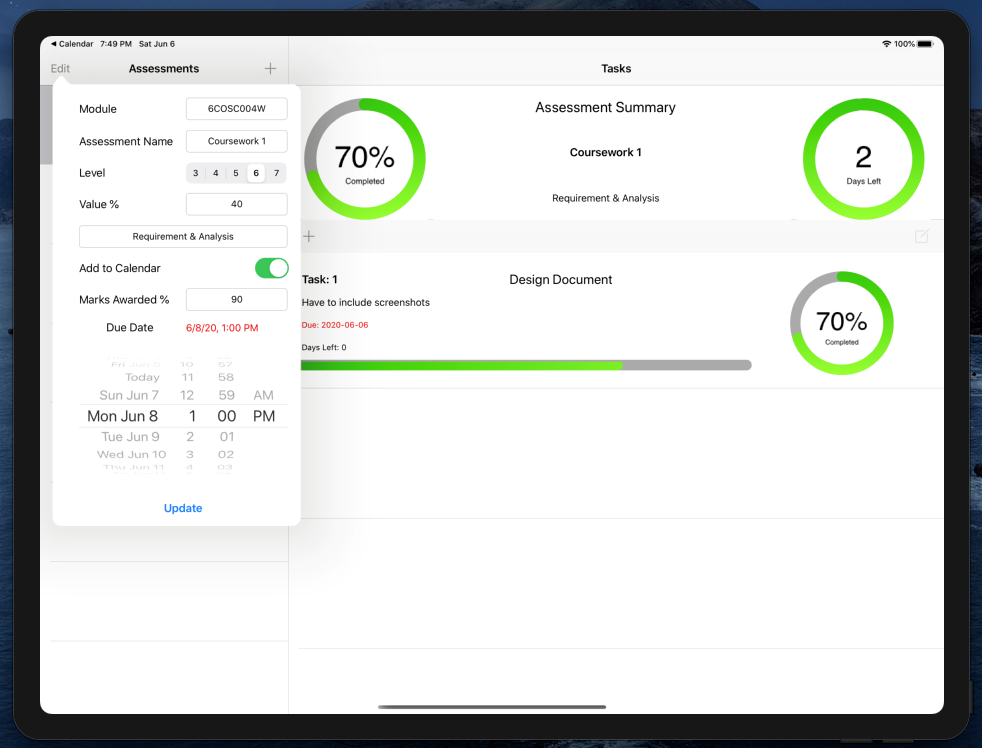 Calendar 7:49 PM Sat Jun 6
100%
Edit Assessments
Tasks
Module 6COSC004W
Assessment Name Coursework 1
Level 3 4 5 6 7
Value % 40
Requirement & Analysis
Add to Calendar
Marks Awarded % 90
Due Date 6/8/20, 1:00 PM
Fri Jun 5 10 57
Today 11 58
Sun Jun 7 12 59 AM
Mon Jun 8 1 00 PM
Tue Jun 9 2 01
Wed Jun 10 3 02
Thu Jun 11 4 03
Update
70%
Completed
Assessment Summary
Coursework 1
Requirement & Analysis
2
Days Left
Task: 1
Design Document
Have to include screenshots
Due: 2020-06-06
Days Left: 0
70%
Completed